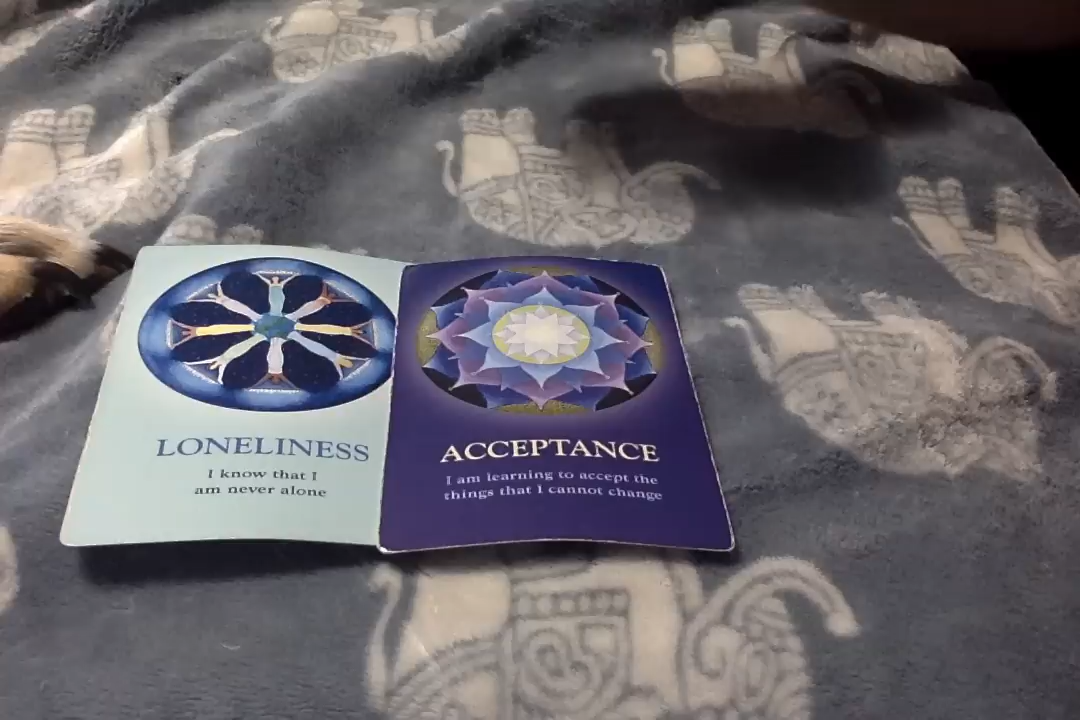 LONELINESS
I know that I
am never alone
ACCEPTANCE
I am learning to accept the
things that I cannot change